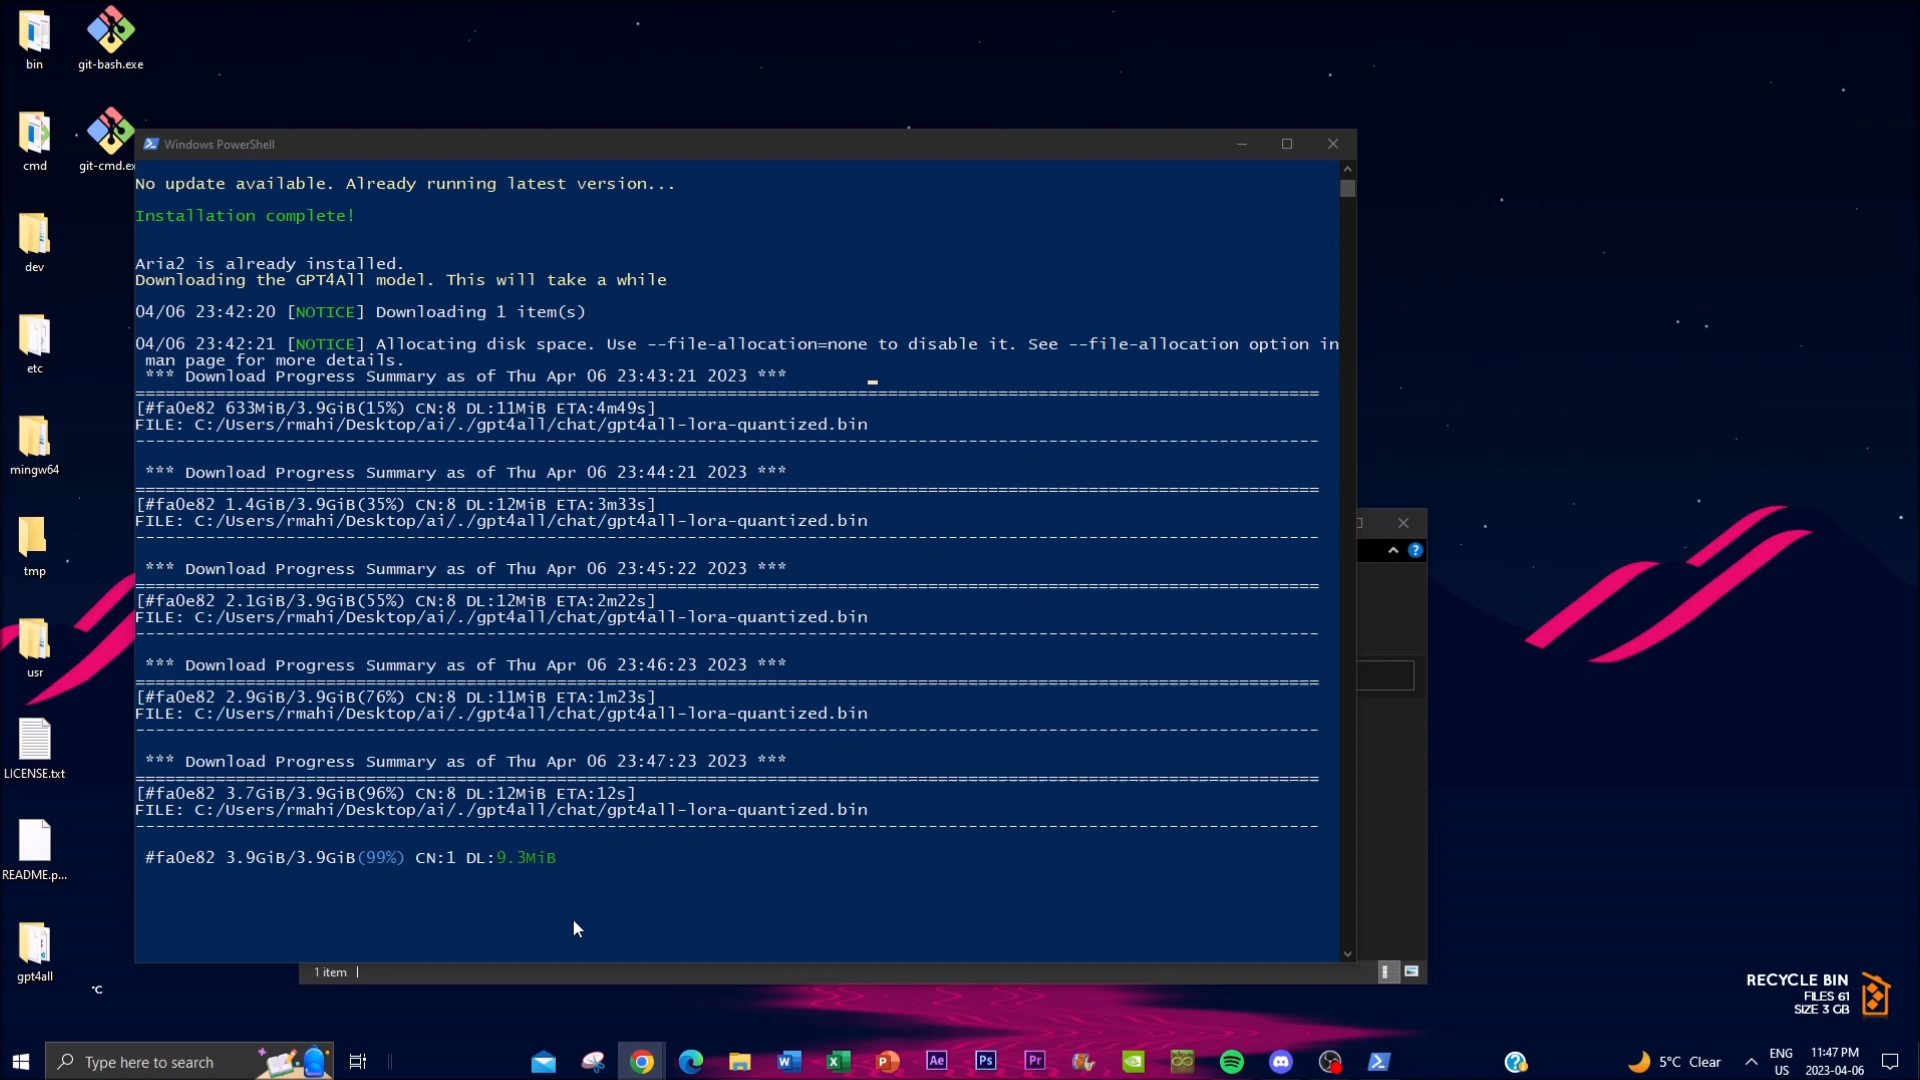 bin
git-bash.exe
cmd
git-cmd.ex
dev
etc
mingw64
tmp
usr
LICENSE.txt
README.p...
gpt4all
°C
Windows PowerShell
No update available. Already running latest version...
Installation complete!
Aria2 is already installed.
Downloading the GPT4All model. This will take a while
04/06 23:42:20 [NOTICE] Downloading 1 item(s)
04/06 23:42:21 [NOTICE] Allocating disk space. Use --file-allocation=none to disable it. See --file-allocation option in
man page for more details.
*** Download Progress Summary as of Thu Apr 06 23:43:21 2023 ***
[#fa0e82 633MiB/3.9GiB(15%) CN:8 DL:11MiB ETA:4m49s]
FILE: C:/Users/rmahi/Desktop/ai/./gpt4all/chat/gpt4all-lora-quantized.bin
*** Download Progress Summary as of Thu Apr 06 23:44:21 2023 ***
[#fa0e82 1.4GiB/3.9GiB(35%) CN:8 DL:12MiB ETA:3m33s]
FILE: C:/Users/rmahi/Desktop/ai/./gpt4all/chat/gpt4all-lora-quantized.bin
*** Download Progress Summary as of Thu Apr 06 23:45:22 2023 ***
[#fa0e82 2.1GiB/3.9GiB(55%) CN:8 DL:12MiB ETA:2m22s]
FILE: C:/Users/rmahi/Desktop/ai/./gpt4all/chat/gpt4all-lora-quantized.bin
*** Download Progress Summary as of Thu Apr 06 23:46:23 2023 ***
[#fa0e82 2.9GiB/3.9GiB(76%) CN:8 DL:11MiB ETA:1m23s]
FILE: C:/Users/rmahi/Desktop/ai/./gpt4all/chat/gpt4all-lora-quantized.bin
*** Download Progress Summary as of Thu Apr 06 23:47:23 2023 ***
[#fa0e82 3.7GiB/3.9GiB(96%) CN:8 DL:12MiB ETA:12s]
FILE: C:/Users/rmahi/Desktop/ai/./gpt4all/chat/gpt4all-lora-quantized.bin
#fa0e82 3.9GiB/3.9GiB(99%) CN:1 DL:9.3MiB
1 item
RECYCLE BIN
FILES 61
SIZE 3 GB
Type here to search
W
X
P
Ae
Ps
Pr
5°C Clear
ENG
US
11:47 PM
2023-04-06